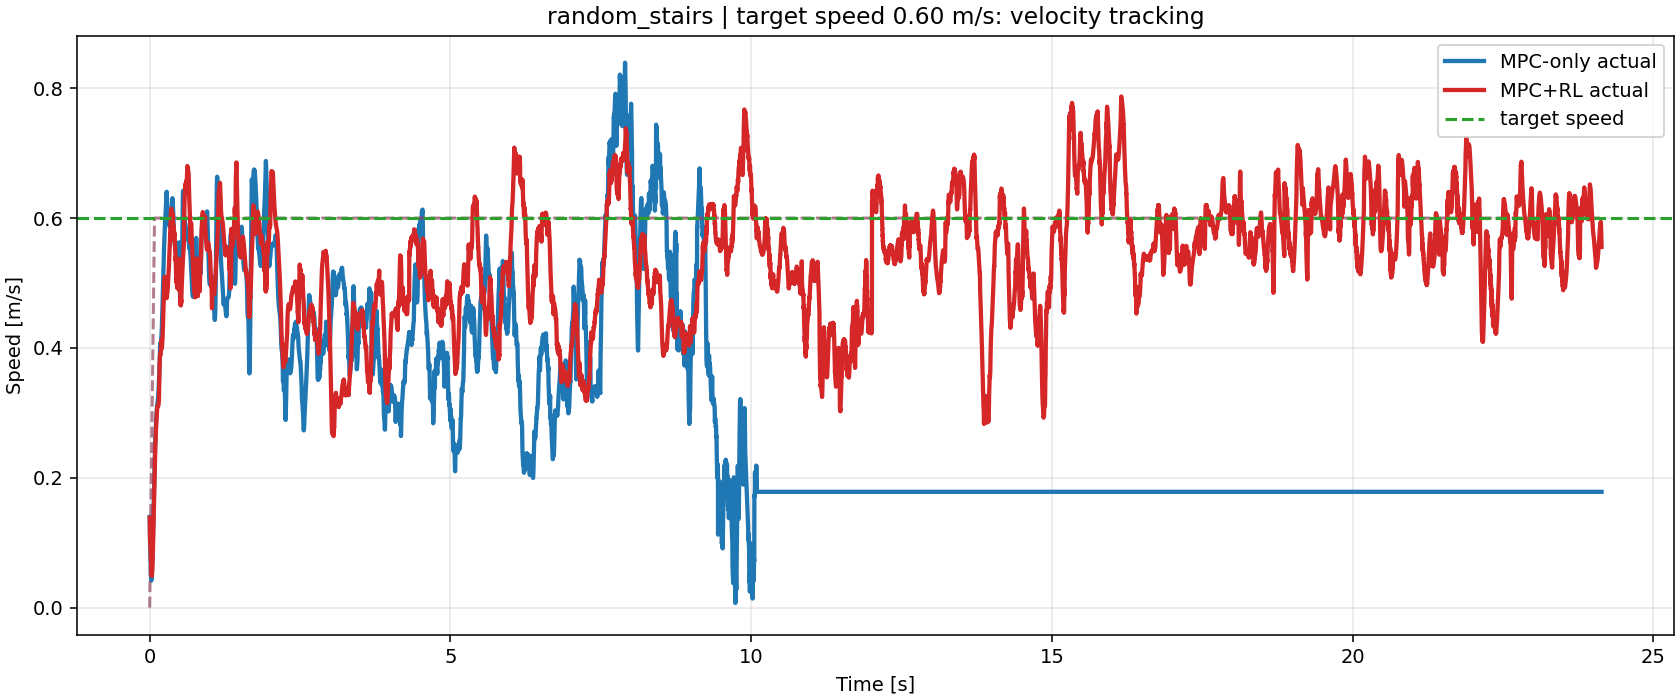 random_stairs | target speed 0.60 m/s: velocity tracking
MPC-only actual
MPC+RL actual
target speed
Speed [m/s]
0.8
0.6
0.4
0.2
0.0
0
5
10
15
20
25
Time [s]